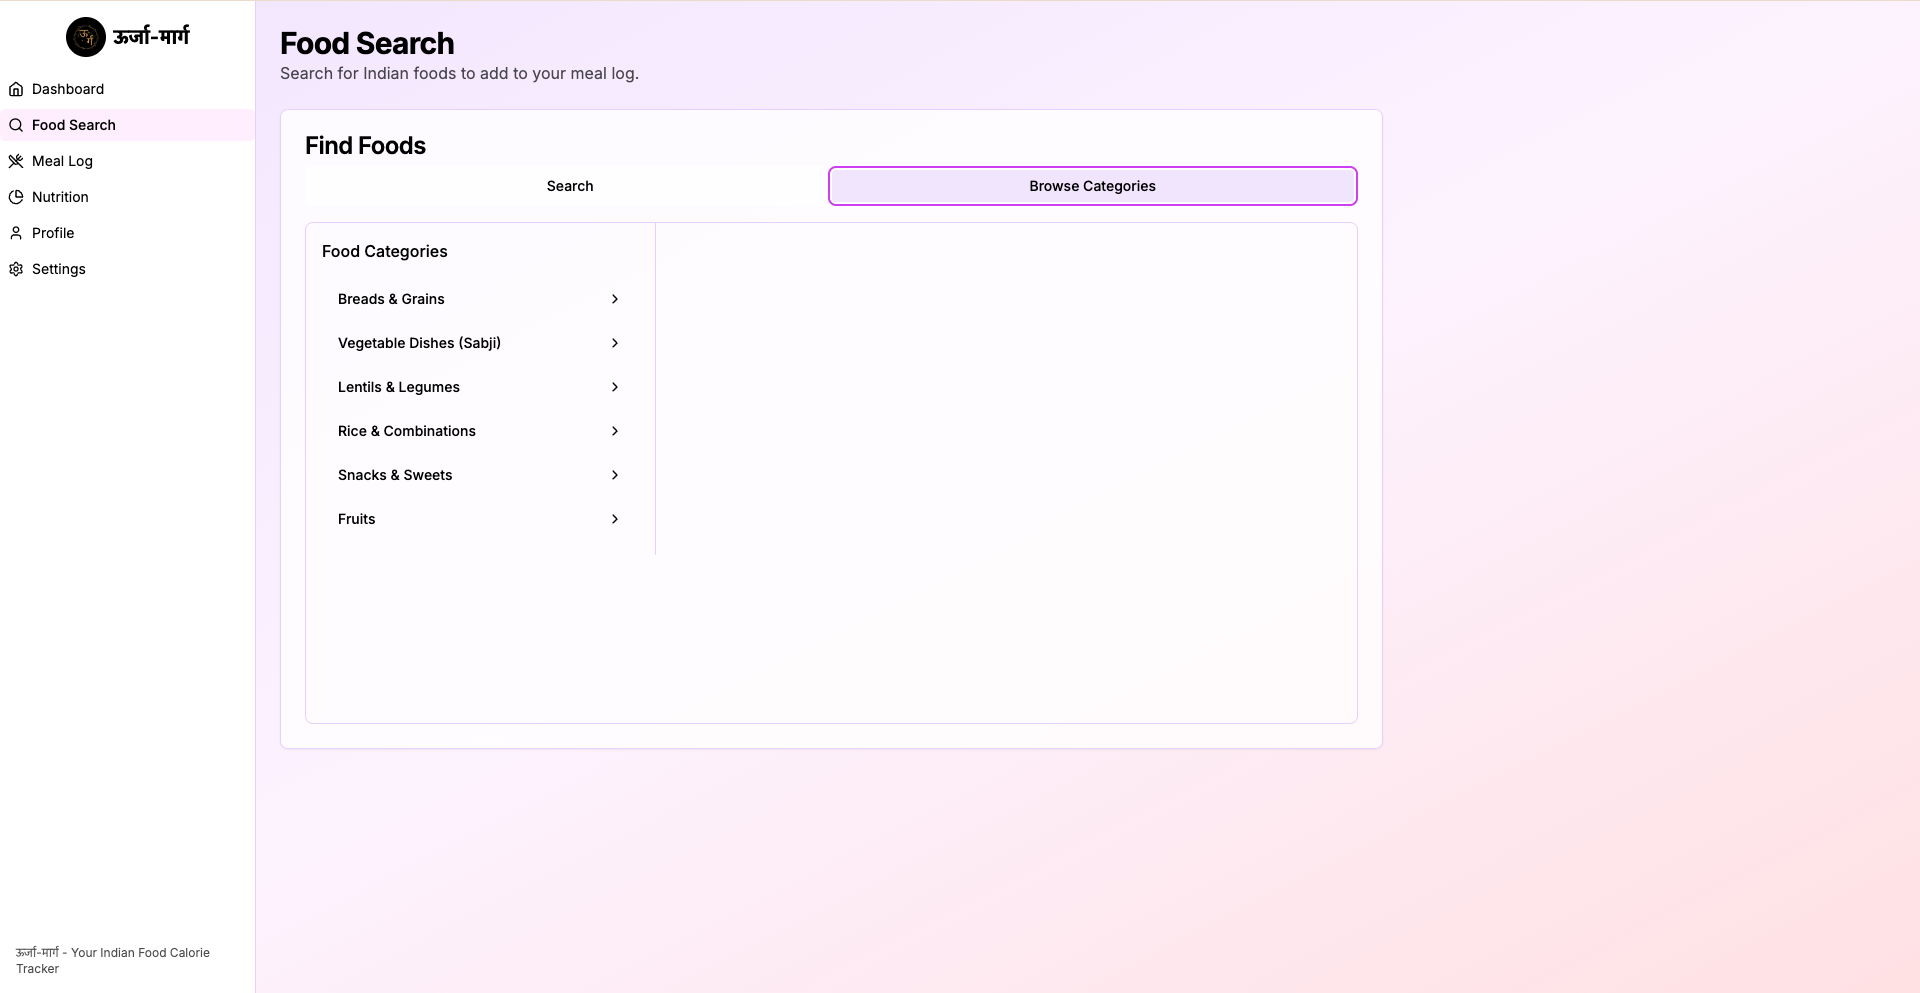 ऊर्जा-मार्ग
Dashboard
Food Search
Meal Log
Nutrition
Profile
Settings
ऊर्जा-मार्ग - Your Indian Food Calorie
Tracker
Food Search
Search for Indian foods to add to your meal log.
Find Foods
Search
Browse Categories
Food Categories
Breads & Grains
Vegetable Dishes (Sabji)
Lentils & Legumes
Rice & Combinations
Snacks & Sweets
Fruits